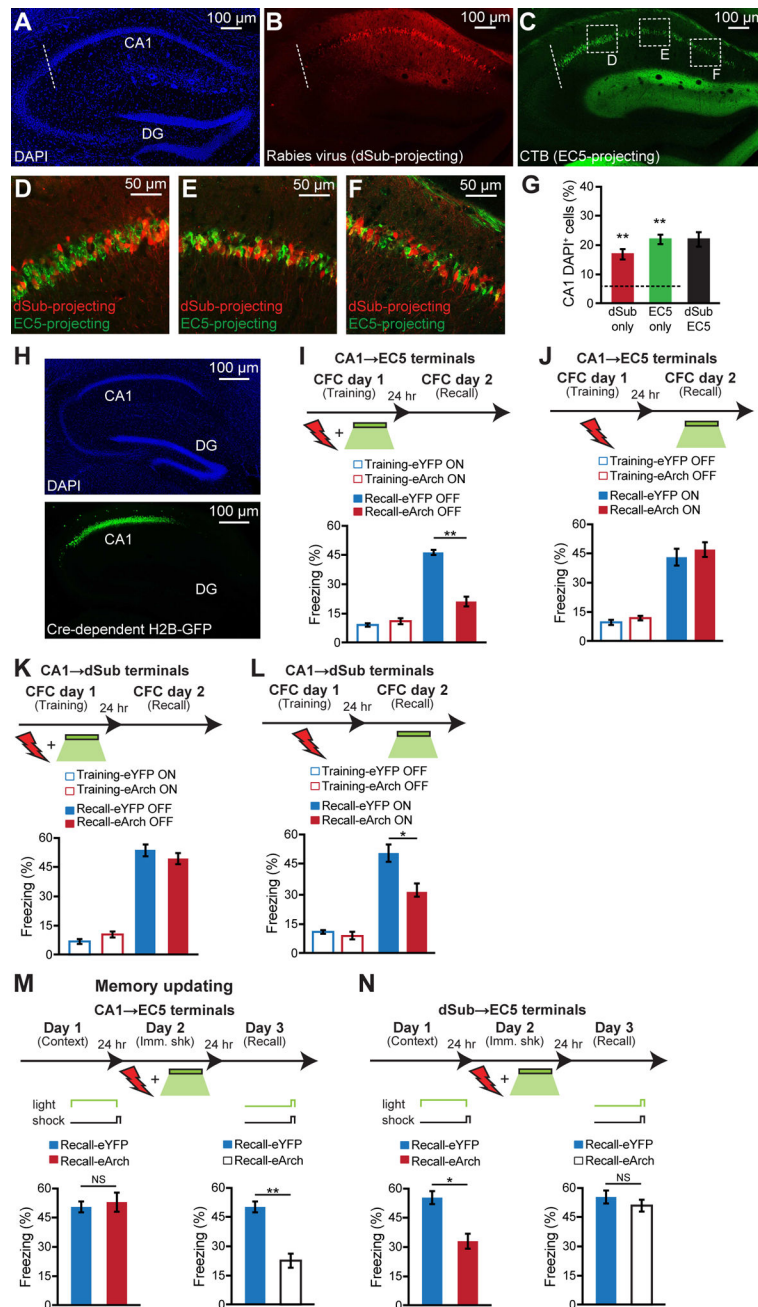 A
100 µm
CA1
DG
DAPI
B
100 µm
Rabies virus (dSub-projecting)
C
100 µm
D
E
F
CTB (EC5-projecting)
D
50 µm
dSub-projecting
EC5-projecting
E
50 µm
dSub-projecting
EC5-projecting
F
50 µm
dSub-projecting
EC5-projecting
G
CA1 DAPI+ cells (%)
40
30
20
10
0
**
**
dSub only
EC5 only
dSub EC5
H
100 µm
CA1
DG
DAPI
100 µm
CA1
DG
Cre-dependent H2B-GFP
I
CA1→EC5 terminals
CFC day 1 CFC day 2
(Training) 24 hr (Recall)
+
Training-eYFP ON
Training-eArch ON
Recall-eYFP OFF
Recall-eArch OFF
Freezing (%)
60
45
30
15
0
**
J
CA1→EC5 terminals
CFC day 1 CFC day 2
(Training) 24 hr (Recall)
Training-eYFP OFF
Training-eArch OFF
Recall-eYFP ON
Recall-eArch ON
Freezing (%)
60
45
30
15
0
K
CA1→dSub terminals
CFC day 1 CFC day 2
(Training) 24 hr (Recall)
+
Training-eYFP ON
Training-eArch ON
Recall-eYFP OFF
Recall-eArch OFF
Freezing (%)
60
45
30
15
0
L
CA1→dSub terminals
CFC day 1 CFC day 2
(Training) 24 hr (Recall)
Training-eYFP OFF
Training-eArch OFF
Recall-eYFP ON
Recall-eArch ON
Freezing (%)
60
45
30
15
0
*
M
Memory updating
CA1→EC5 terminals
Day 1 Day 2 Day 3
(Context) 24 hr (Imm. shk) 24 hr (Recall)
+
light
shock
Recall-eYFP
Recall-eArch
Freezing (%)
60
45
30
15
0
NS
Recall-eYFP
Recall-eArch
Freezing (%)
60
45
30
15
0
**
N
dSub→EC5 terminals
Day 1 Day 2 Day 3
(Context) 24 hr (Imm. shk) 24 hr (Recall)
+
light
shock
Recall-eYFP
Recall-eArch
Freezing (%)
60
45
30
15
0
*
Recall-eYFP
Recall-eArch
Freezing (%)
60
45
30
15
0
NS